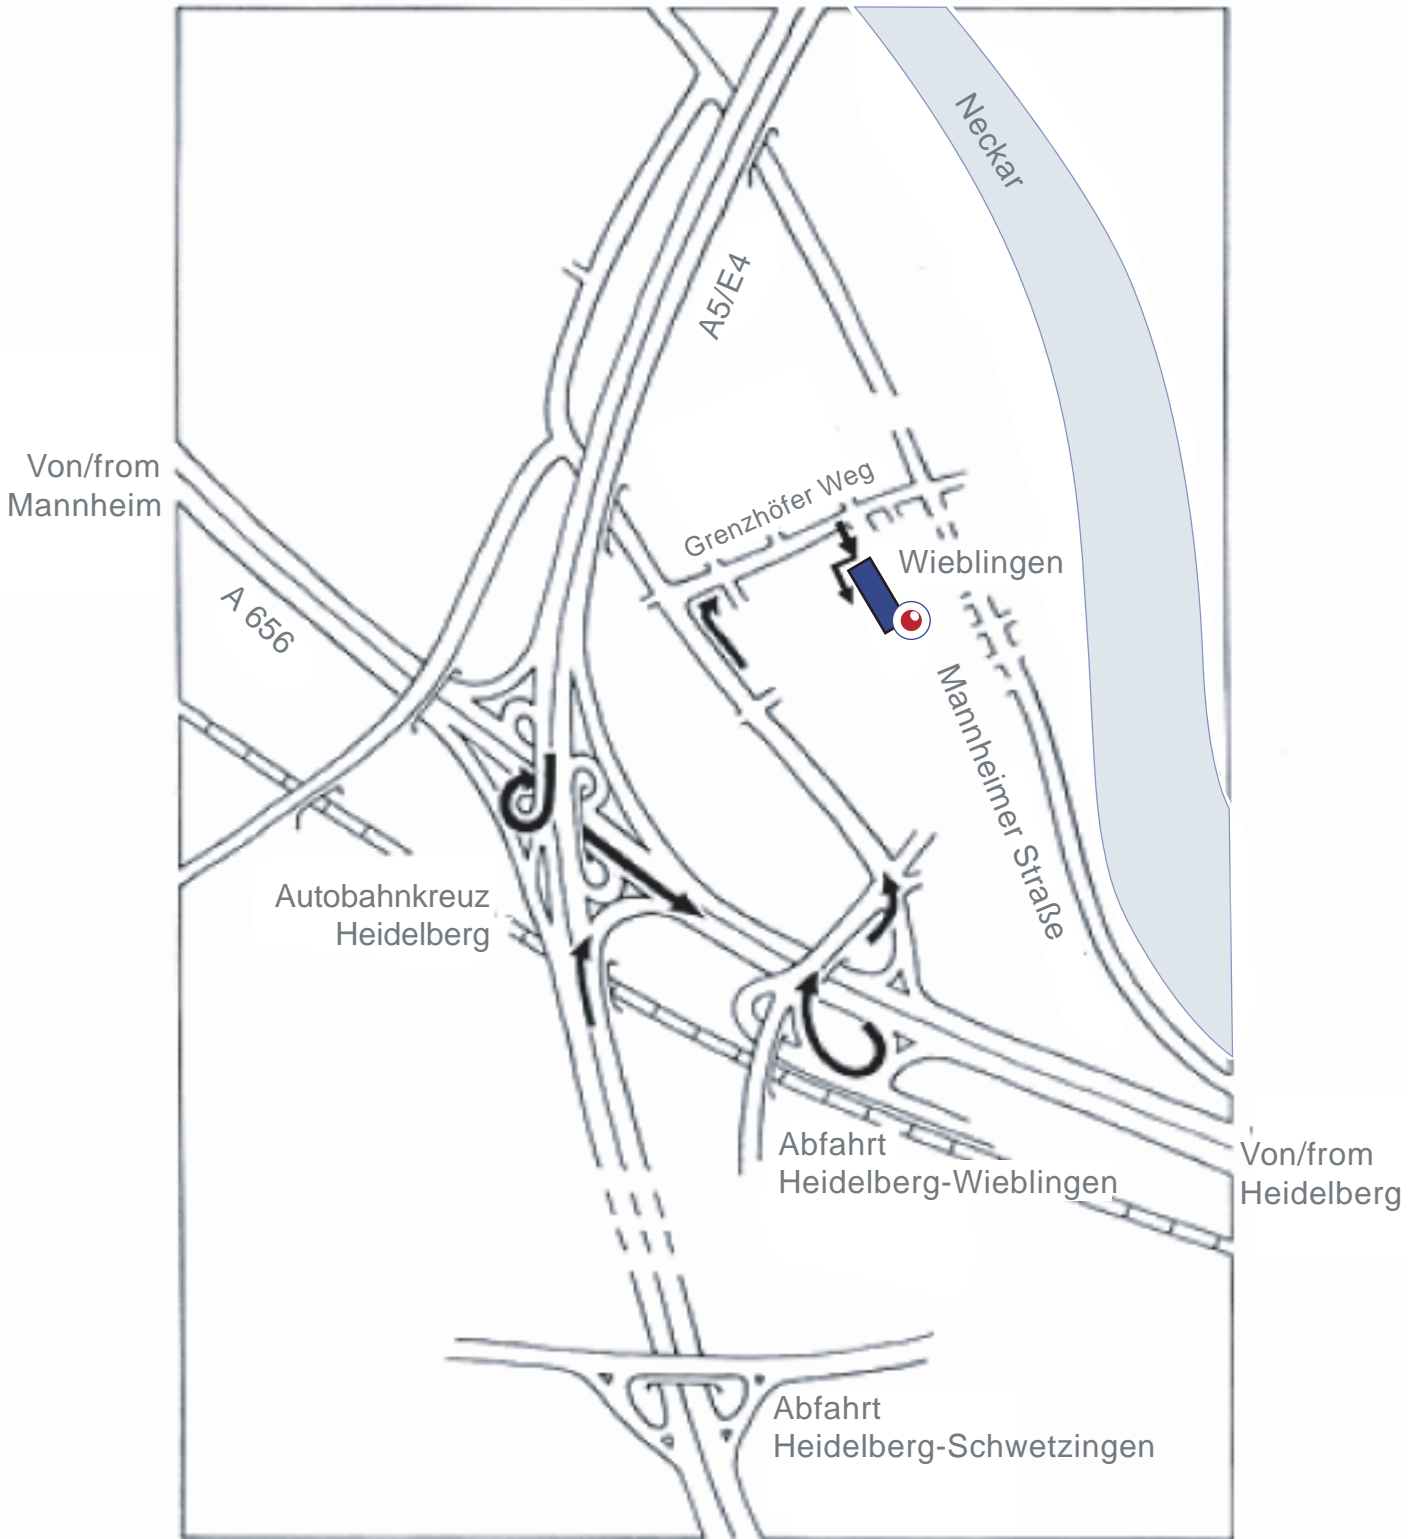 Neckar
A5/E4
Von/from
Mannheim
Grenzhöfer Weg
Wieblingen
A 656
Mannheimer Straße
Autobahnkreuz
Heidelberg
Abfahrt
Heidelberg-Wieblingen
Von/from
Heidelberg
Abfahrt
Heidelberg-Schwetzingen